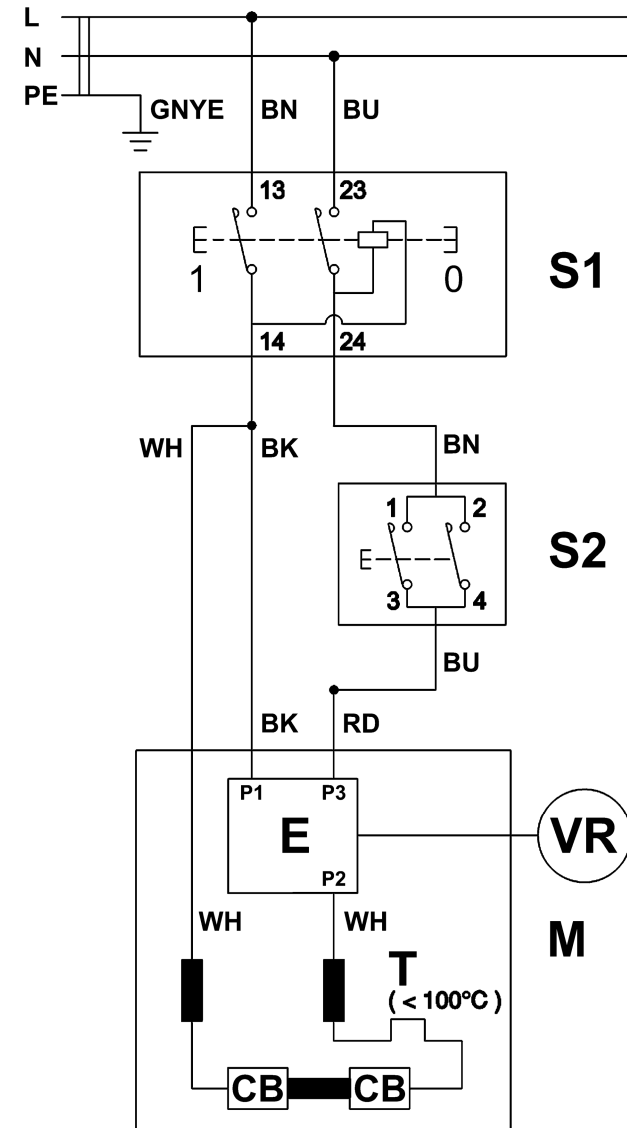 L
N
PE
GNYE BN BU
13 23
1 0
S1
14 24
WH BK BN
1 2
S2
3 4
BU
BK RD
P1 P3
E VR
P2
WH WH M
T
( < 100°C )
CB CB